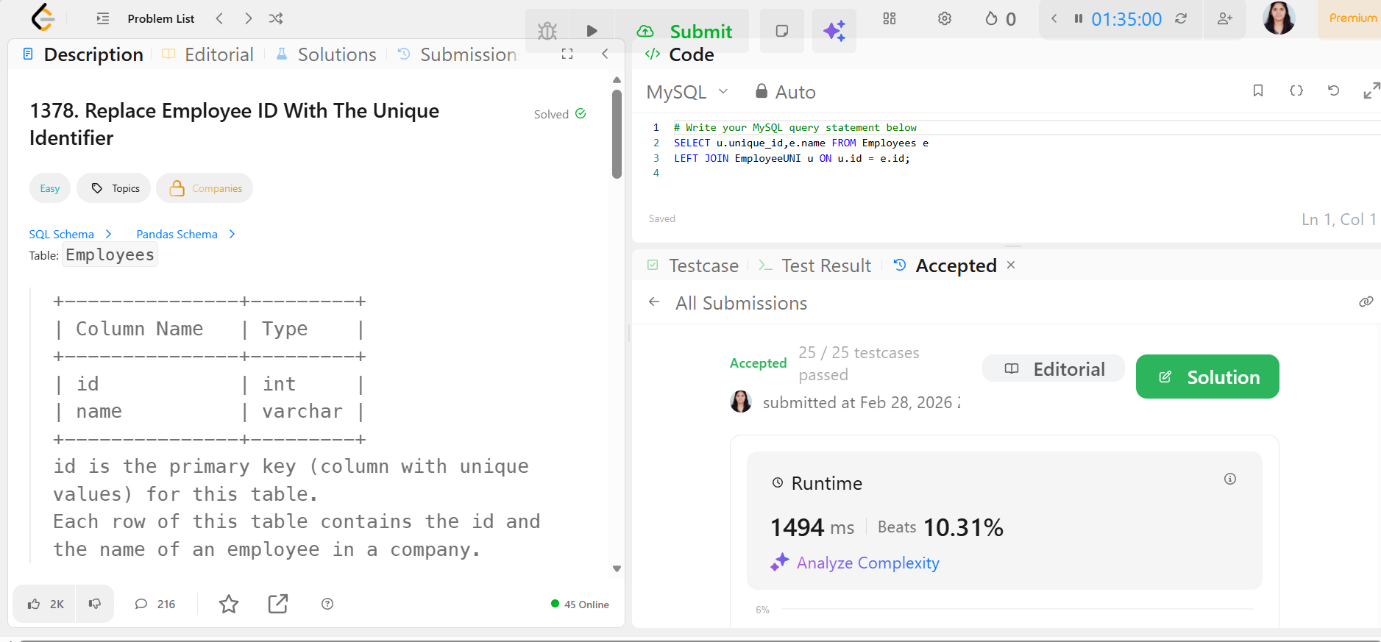 Problem List
Submit
0
01:35:00
Premium
Description
Editorial
Solutions
Submission
1378. Replace Employee ID With The Unique
Identifier
Solved
Easy
Topics
Companies
SQL Schema
Pandas Schema
Table: Employees
+---------------+---------+
| Column Name   | Type    |
+---------------+---------+
| id            | int     |
| name          | varchar |
+---------------+---------+
id is the primary key (column with unique
values) for this table.
Each row of this table contains the id and
the name of an employee in a company.
2K
216
45 Online
</> Code
MySQL
Auto
1 # Write your MySQL query statement below
2 SELECT u.unique_id,e.name FROM Employees e
3 LEFT JOIN EmployeeUNI u ON u.id = e.id;
4
Saved
Ln 1, Col 1
Testcase
>_ Test Result
Accepted ×
← All Submissions
Accepted
25 / 25 testcases
passed
submitted at Feb 28, 2026
Editorial
Solution
Runtime
1494 ms
Beats 10.31%
Analyze Complexity
6%